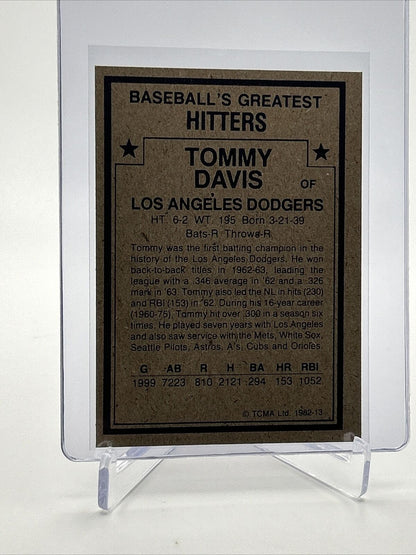 BASEBALL'S GREATEST
HITTERS
TOMMY
DAVIS OF
LOS ANGELES DODGERS
HT. 6-2 WT. 195 Born 3-21-39
Bats-R Throws-R
Tommy was the first batting champion in the
history of the Los Angeles Dodgers. He won
back-to-back titles in 1962-63, leading the
league with a .346 average in '62 and a .326
mark in '63. Tommy also led the NL in hits (230)
and RBI (153) in '62. During his 16-year career
(1960-75), Tommy hit over .300 in a season six
times. He played seven years with Los Angeles
and also saw service with the Mets, White Sox,
Seattle Pilots, Astros, A's, Cubs and Orioles.
G AB R H BA HR RBI
1999 7223 810 2121 .294 153 1052
© TCMA Ltd. 1982-13